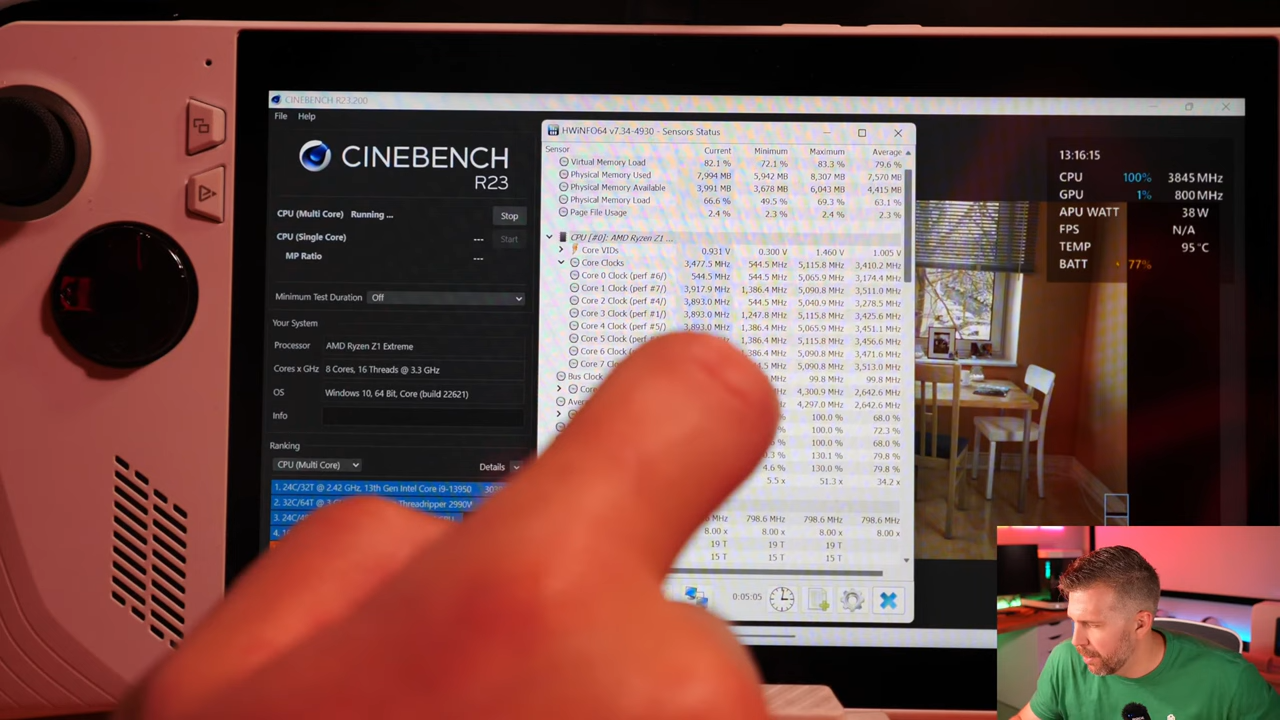 CINEBENCH R23.200
File Help
CINEBENCH
R23
CPU (Multi Core) Running ... Stop
CPU (Single Core) --- Start
MP Ratio ---
Minimum Test Duration Off
Your System
Processor AMD Ryzen Z1 Extreme
Cores x GHz 8 Cores, 16 Threads @ 3.3 GHz
OS Windows 10, 64 Bit, Core (build 22621)
Info
Ranking
CPU (Multi Core) Details
1. 24C/32T @ 2.42 GHz, 13th Gen Intel Core i9-13950
2. 32C/64T @ Threadripper 2990W
3. 24C/4
4.
HWiNFO64 v7.34-4930 - Sensors Status
Sensor Current Minimum Maximum Average
Virtual Memory Load 82.1 % 72.1 % 83.3 % 79.6 %
Physical Memory Used 7,994 MB 5,942 MB 8,307 MB 7,570 MB
Physical Memory Available 3,991 MB 3,678 MB 6,043 MB 4,415 MB
Physical Memory Load 66.6 % 49.5 % 69.3 % 63.1 %
Page File Usage 2.4 % 2.3 % 2.4 % 2.3 %
CPU [#0]: AMD Ryzen Z1 ...
Core VIDs 0.931 V 0.300 V 1.460 V 1.005 V
Core Clocks 3,477.5 MHz 544.5 MHz 5,115.8 MHz 3,410.2 MHz
Core 0 Clock (perf #6/) 544.5 MHz 544.5 MHz 5,065.9 MHz 3,174.4 MHz
Core 1 Clock (perf #7/) 3,917.9 MHz 1,386.4 MHz 5,090.8 MHz 3,511.0 MHz
Core 2 Clock (perf #4/) 3,893.0 MHz 544.5 MHz 5,040.9 MHz 3,278.5 MHz
Core 3 Clock (perf #1/) 3,893.0 MHz 1,247.8 MHz 5,115.8 MHz 3,425.6 MHz
Core 4 Clock (perf #5/) 3,893.0 MHz 1,386.4 MHz 5,065.9 MHz 3,451.1 MHz
Core 5 Clock (perf 1,386.4 MHz 5,115.8 MHz 3,456.6 MHz
Core 6 Clock 1,386.4 MHz 5,090.8 MHz 3,471.6 MHz
Core 7 C 5,090.8 MHz 3,513.0 MHz
Bus Clock 99.8 MHz 99.8 MHz
4,300.9 MHz 2,642.6 MHz
4,297.0 MHz 2,642.6 MHz
100.0 % 68.0 %
100.0 % 72.3 %
100.0 % 68.0 %
130.1 % 79.8 %
4.6 % 130.0 % 79.8 %
5.5 x 51.3 x 34.2 x
798.6 MHz 798.6 MHz 798.6 MHz
8.00 x 8.00 x 8.00 x 8.00 x
19 T 19 T 19 T
15 T 15 T 15 T
0:05:05
13:16:15
CPU 100% 3845 MHz
GPU 1% 800 MHz
APU WATT 38 W
FPS N/A
TEMP 95 °C
BATT 77%